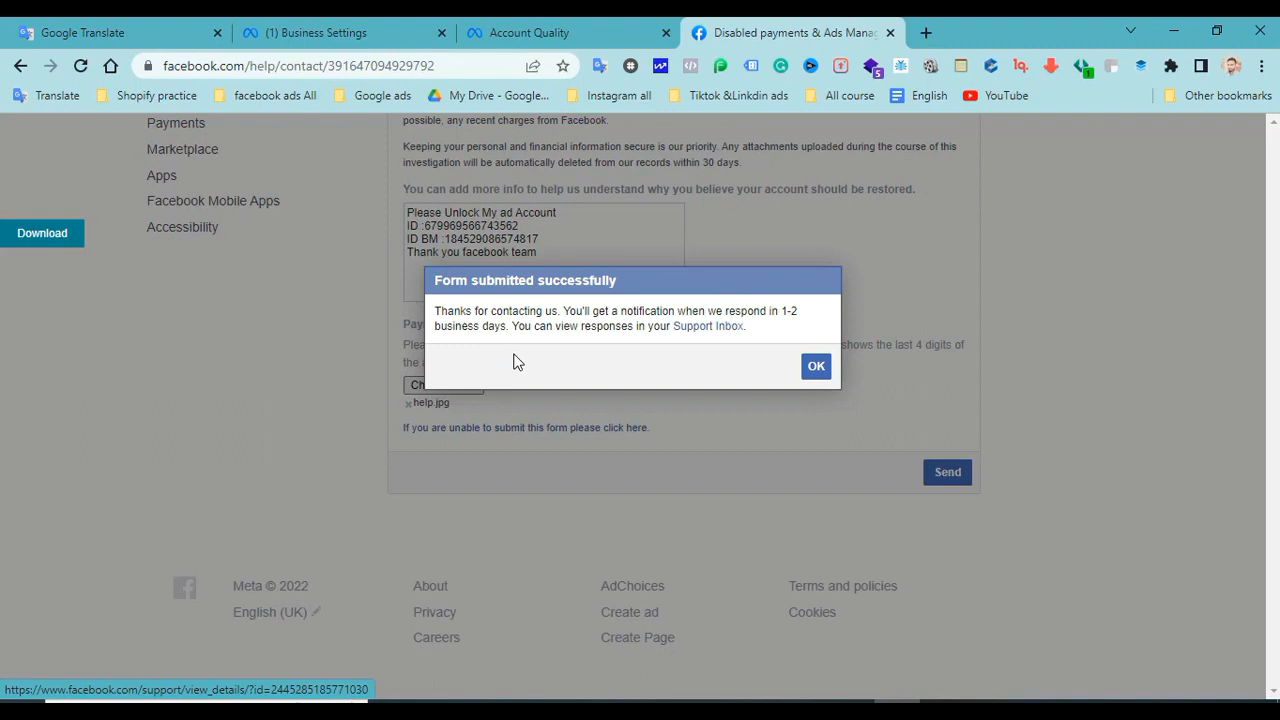 Google Translate
(1) Business Settings
Account Quality
Disabled payments & Ads Manag
facebook.com/help/contact/391647094929792
5
1
Translate
Shopify practice
facebook ads All
Google ads
My Drive - Google...
Instagram all
Tiktok &Linkdin ads
All course
English
YouTube
Other bookmarks
Payments
Marketplace
Apps
Facebook Mobile Apps
Accessibility
Download
possible, any recent charges from Facebook.
Keeping your personal and financial information secure is our priority. Any attachments uploaded during the course of this
investigation will be automatically deleted from our records within 30 days.
You can add more info to help us understand why you believe your account should be restored.
Please Unlock My ad Account
ID :679969566743562
ID BM :184529086574817
Thank you facebook team
Form submitted successfully
Thanks for contacting us. You'll get a notification when we respond in 1-2
business days. You can view responses in your Support Inbox.
OK
shows the last 4 digits of
help.jpg
If you are unable to submit this form please click here.
Send
Meta © 2022
English (UK)
About
Privacy
Careers
AdChoices
Create ad
Create Page
Terms and policies
Cookies
https://www.facebook.com/support/view_details/?id=2445285185771030